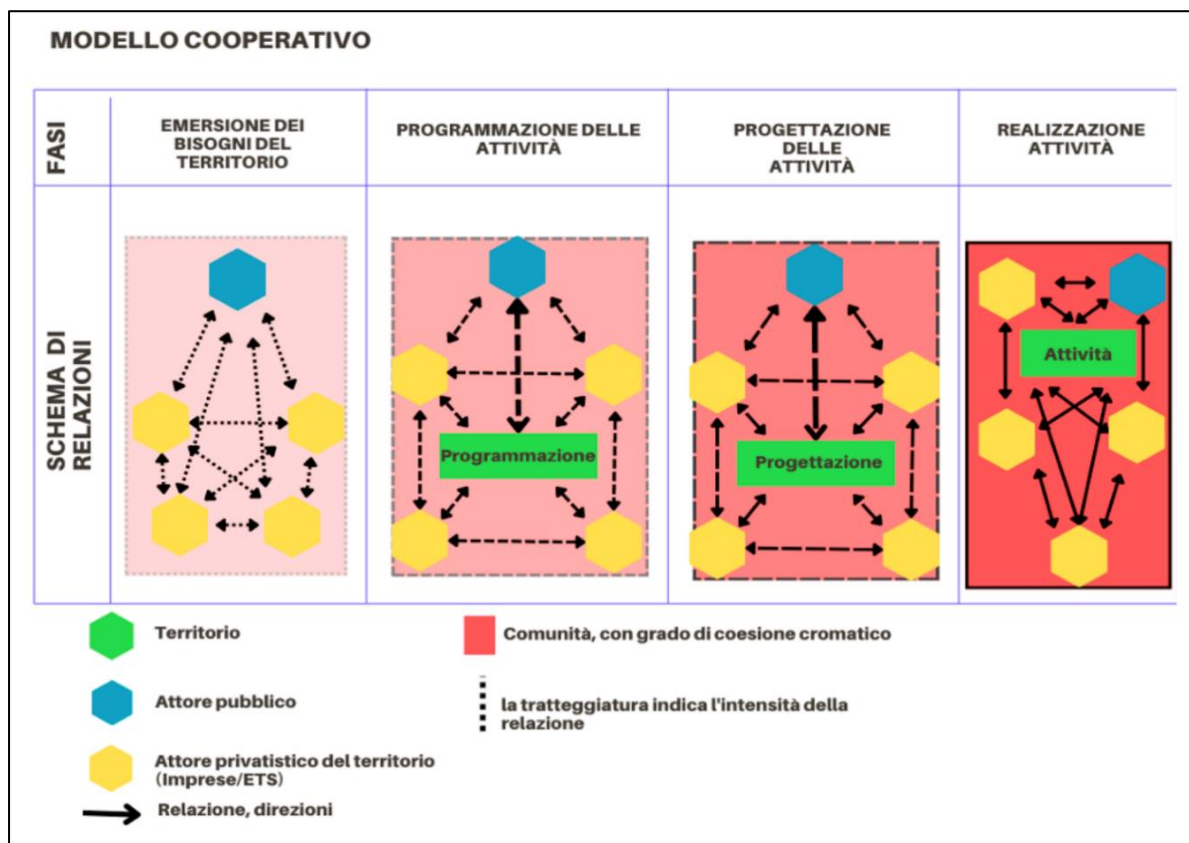 MODELLO COOPERATIVO
FASI
EMERSIONE DEI
BISOGNI DEL
TERRITORIO
PROGRAMMAZIONE DELLE
ATTIVITÀ
PROGETTAZIONE
DELLE
ATTIVITÀ
REALIZZAZIONE
ATTIVITÀ
SCHEMA DI
RELAZIONI
Programmazione
Progettazione
Attività
Territorio
Attore pubblico
Attore privatistico del territorio
(Imprese/ETS)
Relazione, direzioni
Comunità, con grado di coesione cromatico
la tratteggiatura indica l'intensità della
relazione